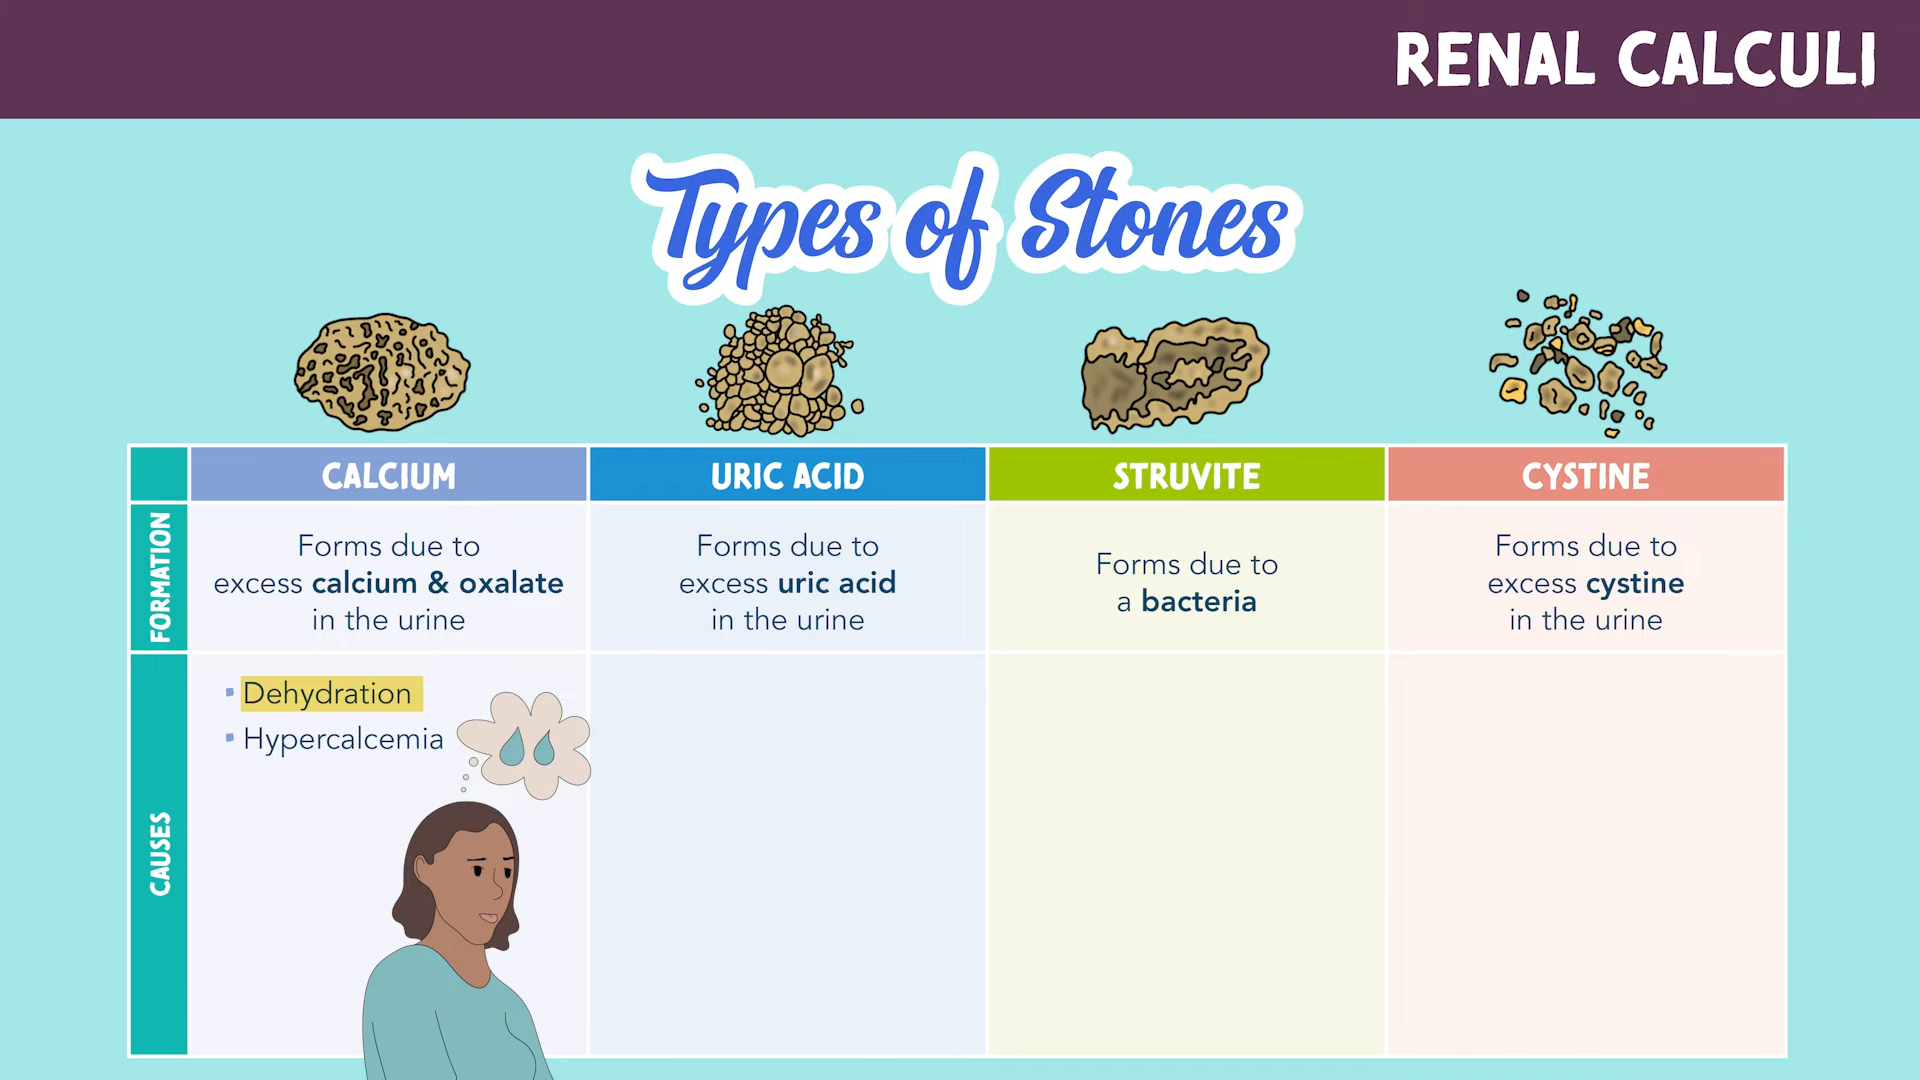 RENAL CALCULI
Types of Stones
CALCIUM
URIC ACID
STRUVITE
CYSTINE
FORMATION
Forms due to
excess calcium & oxalate
in the urine
Forms due to
excess uric acid
in the urine
Forms due to
a bacteria
Forms due to
excess cystine
in the urine
CAUSES
▪ Dehydration
▪ Hypercalcemia